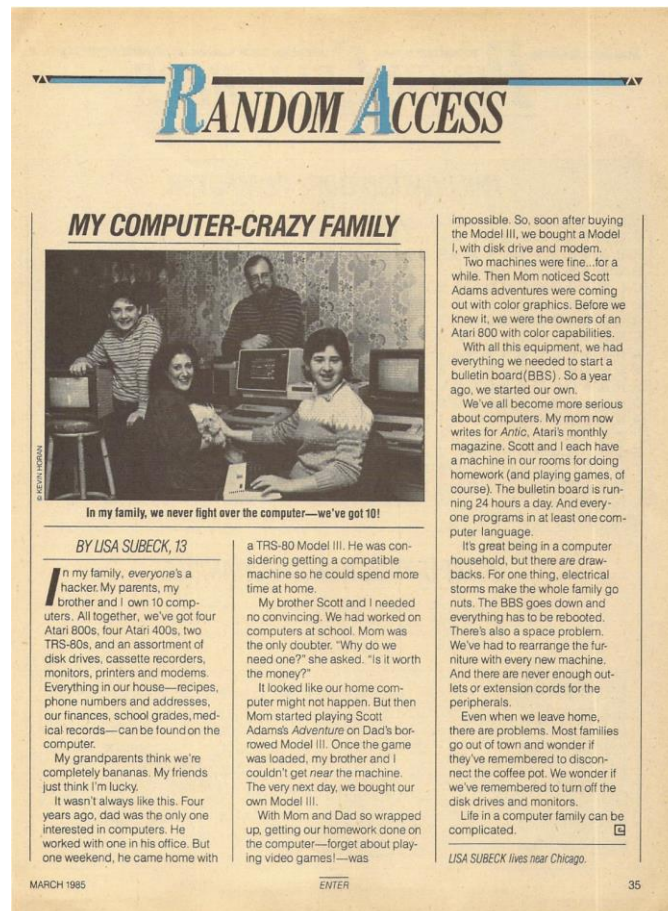 RANDOM ACCESS
MY COMPUTER-CRAZY FAMILY
© KEVIN HORAN
In my family, we never fight over the computer—we've got 10!
BY LISA SUBECK, 13
In my family, everyone's a
hacker. My parents, my
brother and I own 10 comp-
uters. All together, we've got four
Atari 800s, four Atari 400s, two
TRS-80s, and an assortment of
disk drives, cassette recorders,
monitors, printers and modems.
Everything in our house—recipes,
phone numbers and addresses,
our finances, school grades, med-
ical records—can be found on the
computer.
My grandparents think we're
completely bananas. My friends
just think I'm lucky.
It wasn't always like this. Four
years ago, dad was the only one
interested in computers. He
worked with one in his office. But
one weekend, he came home with
a TRS-80 Model III. He was con-
sidering getting a compatible
machine so he could spend more
time at home.
My brother Scott and I needed
no convincing. We had worked on
computers at school. Mom was
the only doubter. "Why do we
need one?" she asked. "Is it worth
the money?"
It looked like our home com-
puter might not happen. But then
Mom started playing Scott
Adams's Adventure on Dad's bor-
rowed Model III. Once the game
was loaded, my brother and I
couldn't get near the machine.
The very next day, we bought our
own Model III.
With Mom and Dad so wrapped
up, getting our homework done on
the computer—forget about play-
ing video games!—was
impossible. So, soon after buying
the Model III, we bought a Model
I, with disk drive and modem.
Two machines were fine...for a
while. Then Mom noticed Scott
Adams adventures were coming
out with color graphics. Before we
knew it, we were the owners of an
Atari 800 with color capabilities.
With all this equipment, we had
everything we needed to start a
bulletin board(BBS). So a year
ago, we started our own.
We've all become more serious
about computers. My mom now
writes for Antic, Atari's monthly
magazine. Scott and I each have
a machine in our rooms for doing
homework (and playing games, of
course). The bulletin board is run-
ning 24 hours a day. And every-
one programs in at least one com-
puter language.
It's great being in a computer
household, but there are draw-
backs. For one thing, electrical
storms make the whole family go
nuts. The BBS goes down and
everything has to be rebooted.
There's also a space problem.
We've had to rearrange the fur-
niture with every new machine.
And there are never enough out-
lets or extension cords for the
peripherals.
Even when we leave home,
there are problems. Most families
go out of town and wonder if
they've remembered to discon-
nect the coffee pot. We wonder if
we've remembered to turn off the
disk drives and monitors.
Life in a computer family can be
complicated.
LISA SUBECK lives near Chicago.
MARCH 1985
ENTER
35